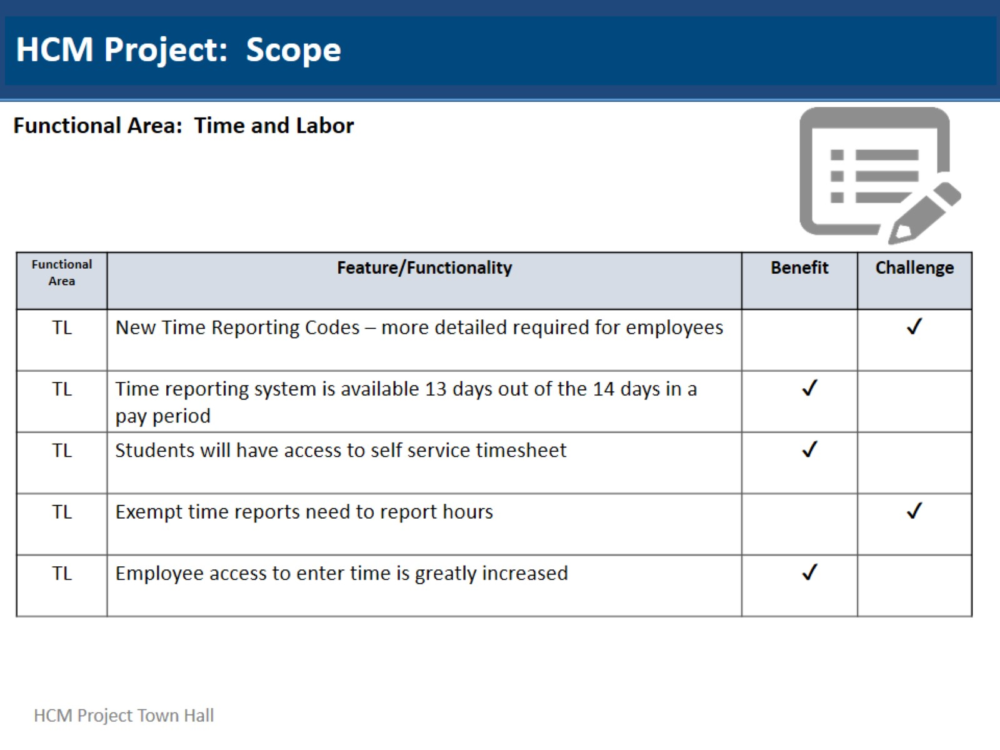 HCM Project:  Scope
Functional Area:  Time and Labor
Functional
Area
Feature/Functionality
Benefit
Challenge
TL
New Time Reporting Codes – more detailed required for employees
✓
TL
Time reporting system is available 13 days out of the 14 days in a
pay period
✓
TL
Students will have access to self service timesheet
✓
TL
Exempt time reports need to report hours
✓
TL
Employee access to enter time is greatly increased
✓
HCM Project Town Hall